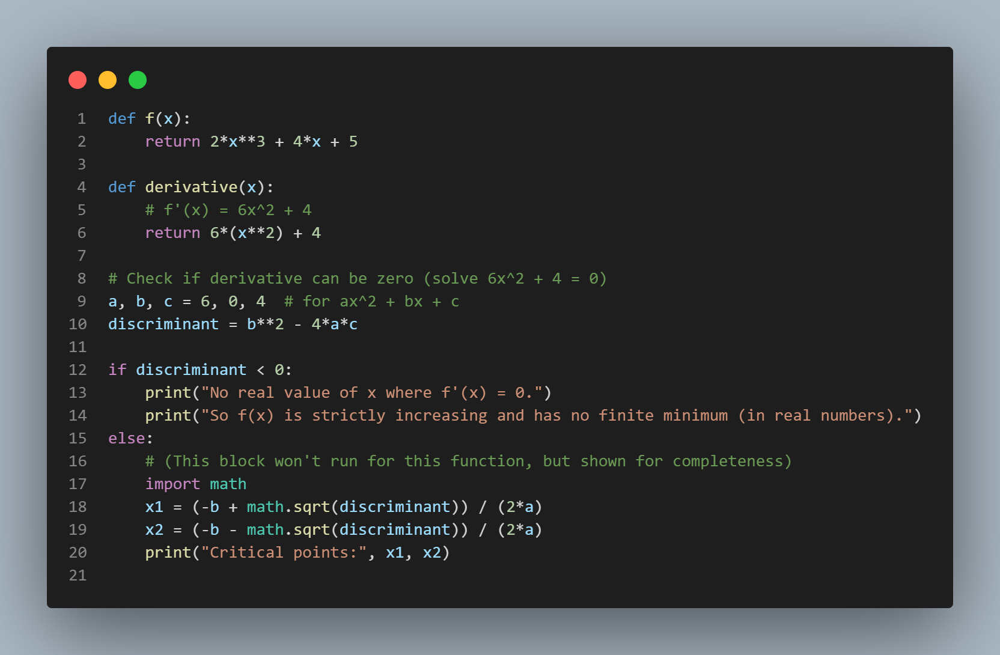 1 def f(x):
2     return 2*x**3 + 4*x + 5
3
4 def derivative(x):
5     # f'(x) = 6x^2 + 4
6     return 6*(x**2) + 4
7
8 # Check if derivative can be zero (solve 6x^2 + 4 = 0)
9 a, b, c = 6, 0, 4  # for ax^2 + bx + c
10 discriminant = b**2 - 4*a*c
11
12 if discriminant < 0:
13     print("No real value of x where f'(x) = 0.")
14     print("So f(x) is strictly increasing and has no finite minimum (in real numbers).")
15 else:
16     # (This block won't run for this function, but shown for completeness)
17     import math
18     x1 = (-b + math.sqrt(discriminant)) / (2*a)
19     x2 = (-b - math.sqrt(discriminant)) / (2*a)
20     print("Critical points:", x1, x2)
21